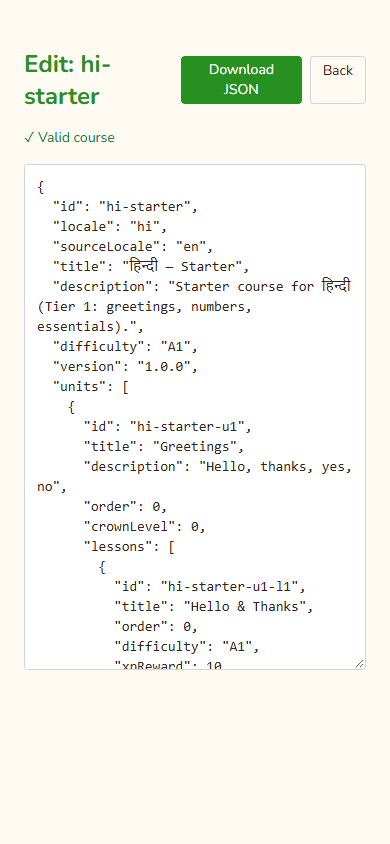 Edit: hi-
starter
Download
JSON
Back
✓ Valid course
{
"id": "hi-starter",
"locale": "hi",
"sourceLocale": "en",
"title": "हिन्दी — Starter",
"description": "Starter course for हिन्दी
(Tier 1: greetings, numbers,
essentials).",
"difficulty": "A1",
"version": "1.0.0",
"units": [
{
"id": "hi-starter-u1",
"title": "Greetings",
"description": "Hello, thanks, yes,
no",
"order": 0,
"crownLevel": 0,
"lessons": [
{
"id": "hi-starter-u1-l1",
"title": "Hello & Thanks",
"order": 0,
"difficulty": "A1",
"xpReward": 10